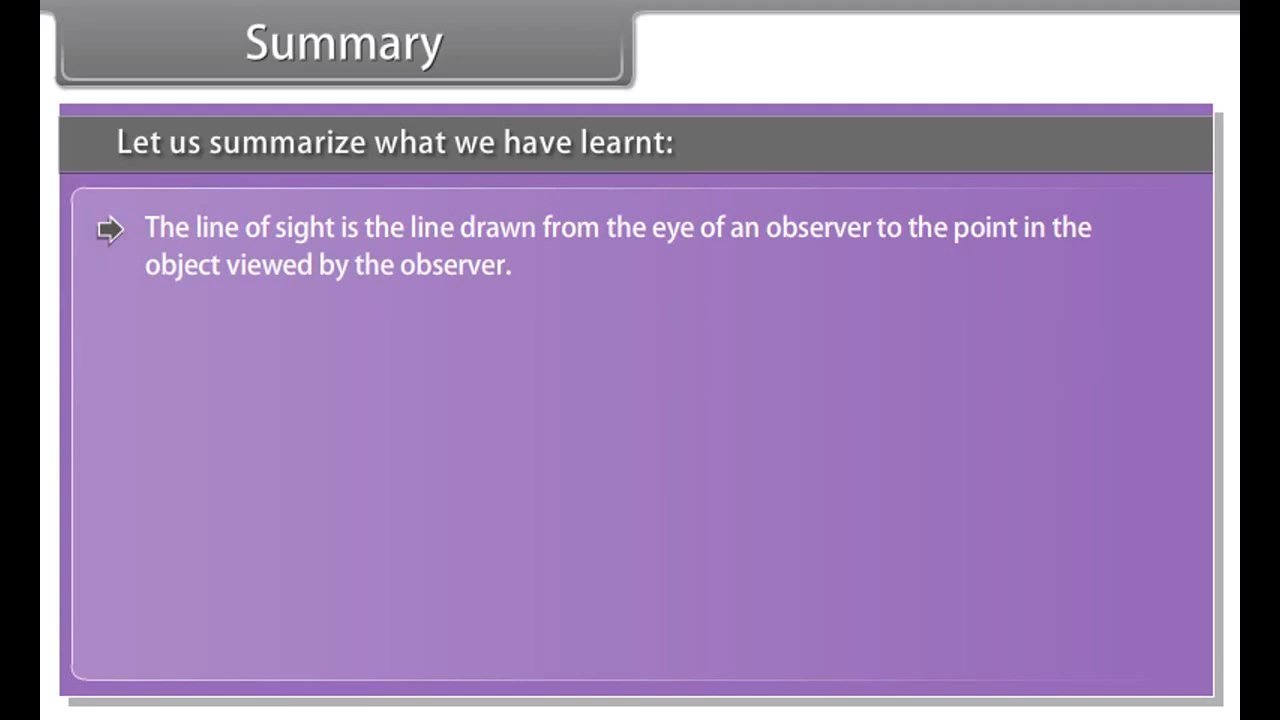 Summary
Let us summarize what we have learnt:
The line of sight is the line drawn from the eye of an observer to the point in the
object viewed by the observer.